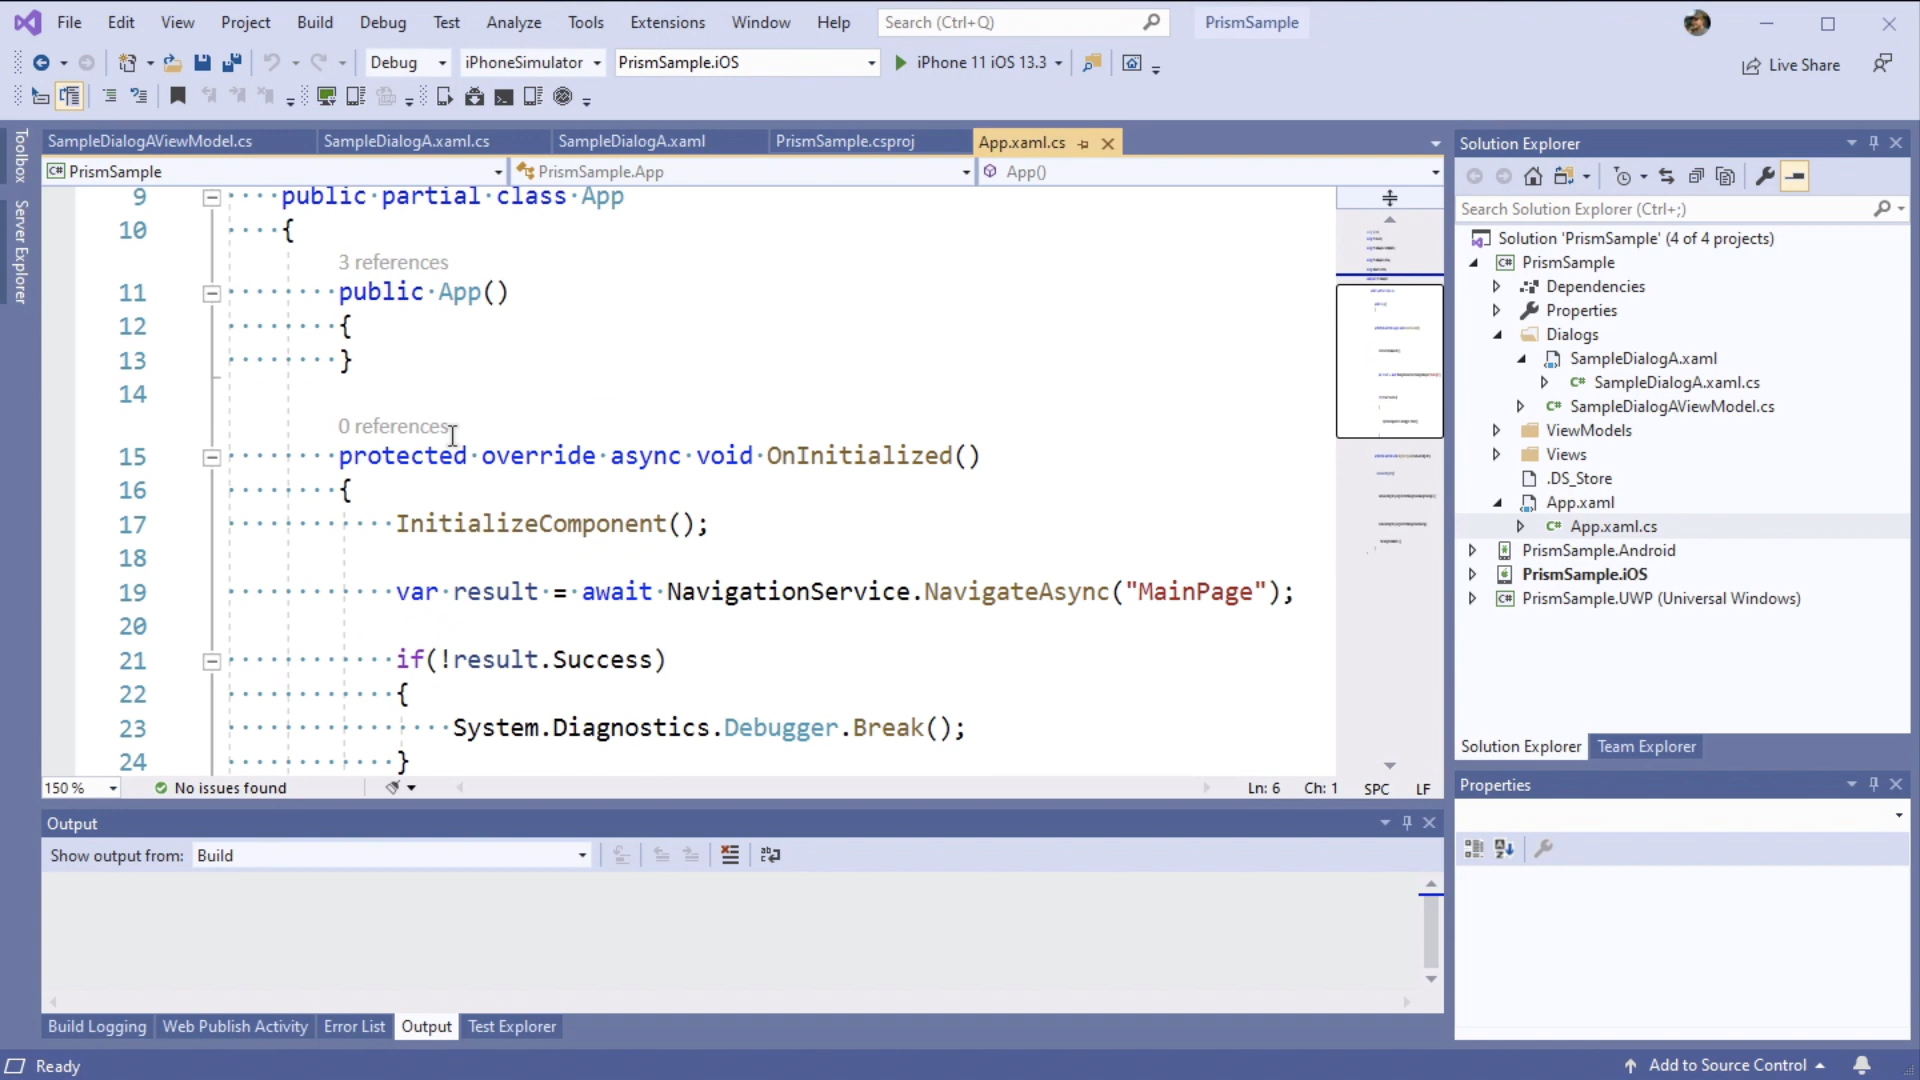 File Edit View Project Build Debug Test Analyze Tools Extensions Window Help Search (Ctrl+Q) PrismSample
Debug iPhoneSimulator PrismSample.iOS iPhone 11 iOS 13.3 Live Share
Toolbox
Server Explorer
SampleDialogAViewModel.cs SampleDialogA.xaml.cs SampleDialogA.xaml PrismSample.csproj App.xaml.cs
PrismSample PrismSample.App App()
9 public partial class App
10 {
3 references
11 public App()
12 {
13 }
14
0 references
15 protected override async void OnInitialized()
16 {
17 InitializeComponent();
18
19 var result = await NavigationService.NavigateAsync("MainPage");
20
21 if(!result.Success)
22 {
23 System.Diagnostics.Debugger.Break();
24 }
150 % No issues found Ln: 6 Ch: 1 SPC LF
Output
Show output from: Build
Build Logging Web Publish Activity Error List Output Test Explorer
Solution Explorer
Search Solution Explorer (Ctrl+;)
Solution 'PrismSample' (4 of 4 projects)
C# PrismSample
Dependencies
Properties
Dialogs
SampleDialogA.xaml
C# SampleDialogA.xaml.cs
C# SampleDialogAViewModel.cs
ViewModels
Views
.DS_Store
App.xaml
C# App.xaml.cs
PrismSample.Android
PrismSample.iOS
C# PrismSample.UWP (Universal Windows)
Solution Explorer Team Explorer
Properties
Ready Add to Source Control